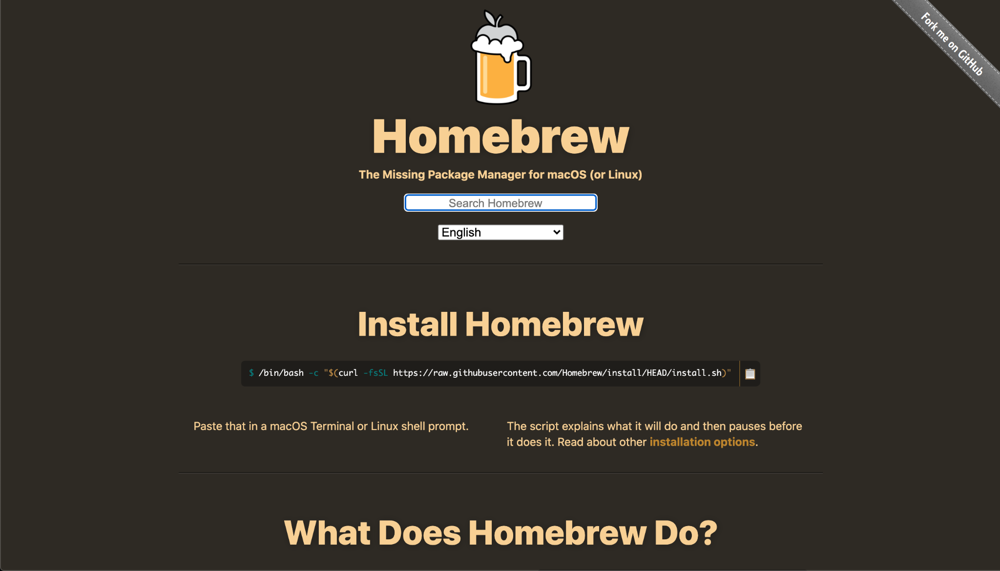 Fork me on GitHub
Homebrew
The Missing Package Manager for macOS (or Linux)
Search Homebrew
English
Install Homebrew
$ /bin/bash -c "$(curl -fsSL https://raw.githubusercontent.com/Homebrew/install/HEAD/install.sh)"
Paste that in a macOS Terminal or Linux shell prompt.
The script explains what it will do and then pauses before
it does it. Read about other installation options.
What Does Homebrew Do?